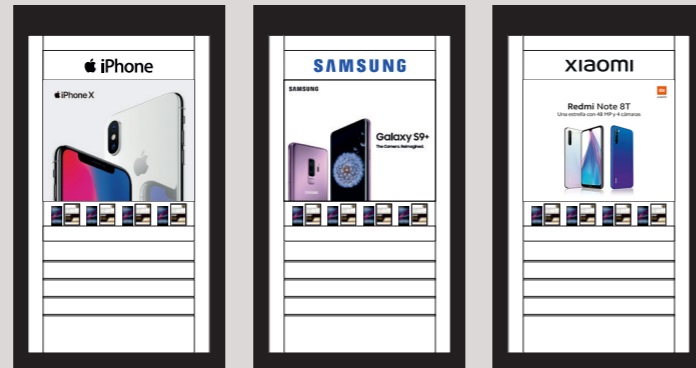 iPhone
iPhone X
SAMSUNG
SAMSUNG
Galaxy S9+
The Camera. Reimagined.
xiaomi
Redmi Note 8T
Una estrella con 48 MP y 4 cámaras